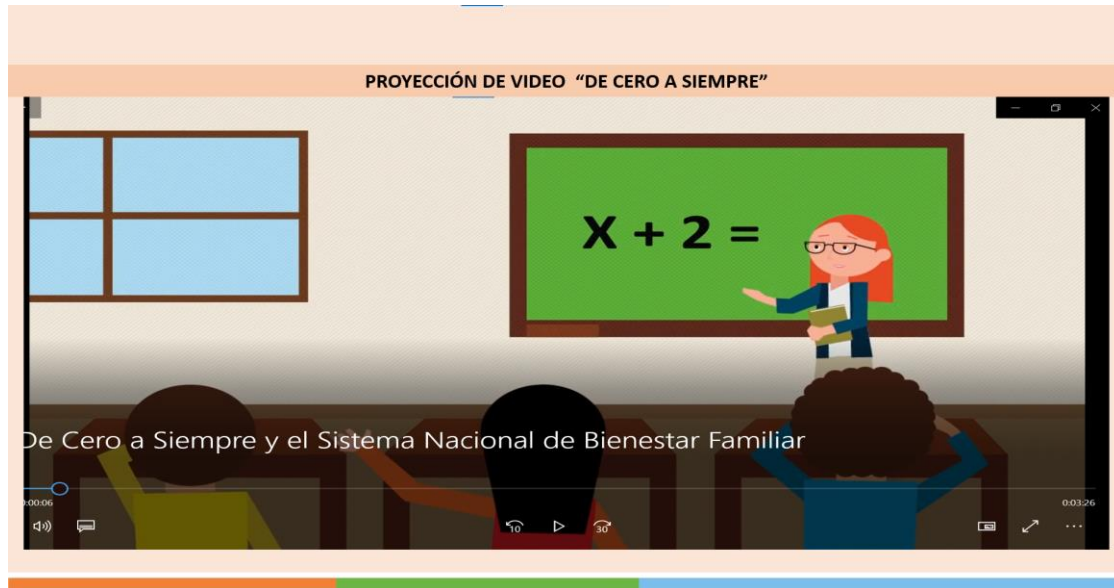 PROYECCIÓN DE VIDEO “DE CERO A SIEMPRE”
X + 2 =
De Cero a Siempre y el Sistema Nacional de Bienestar Familiar
0:00:06
0:03:26
10
30